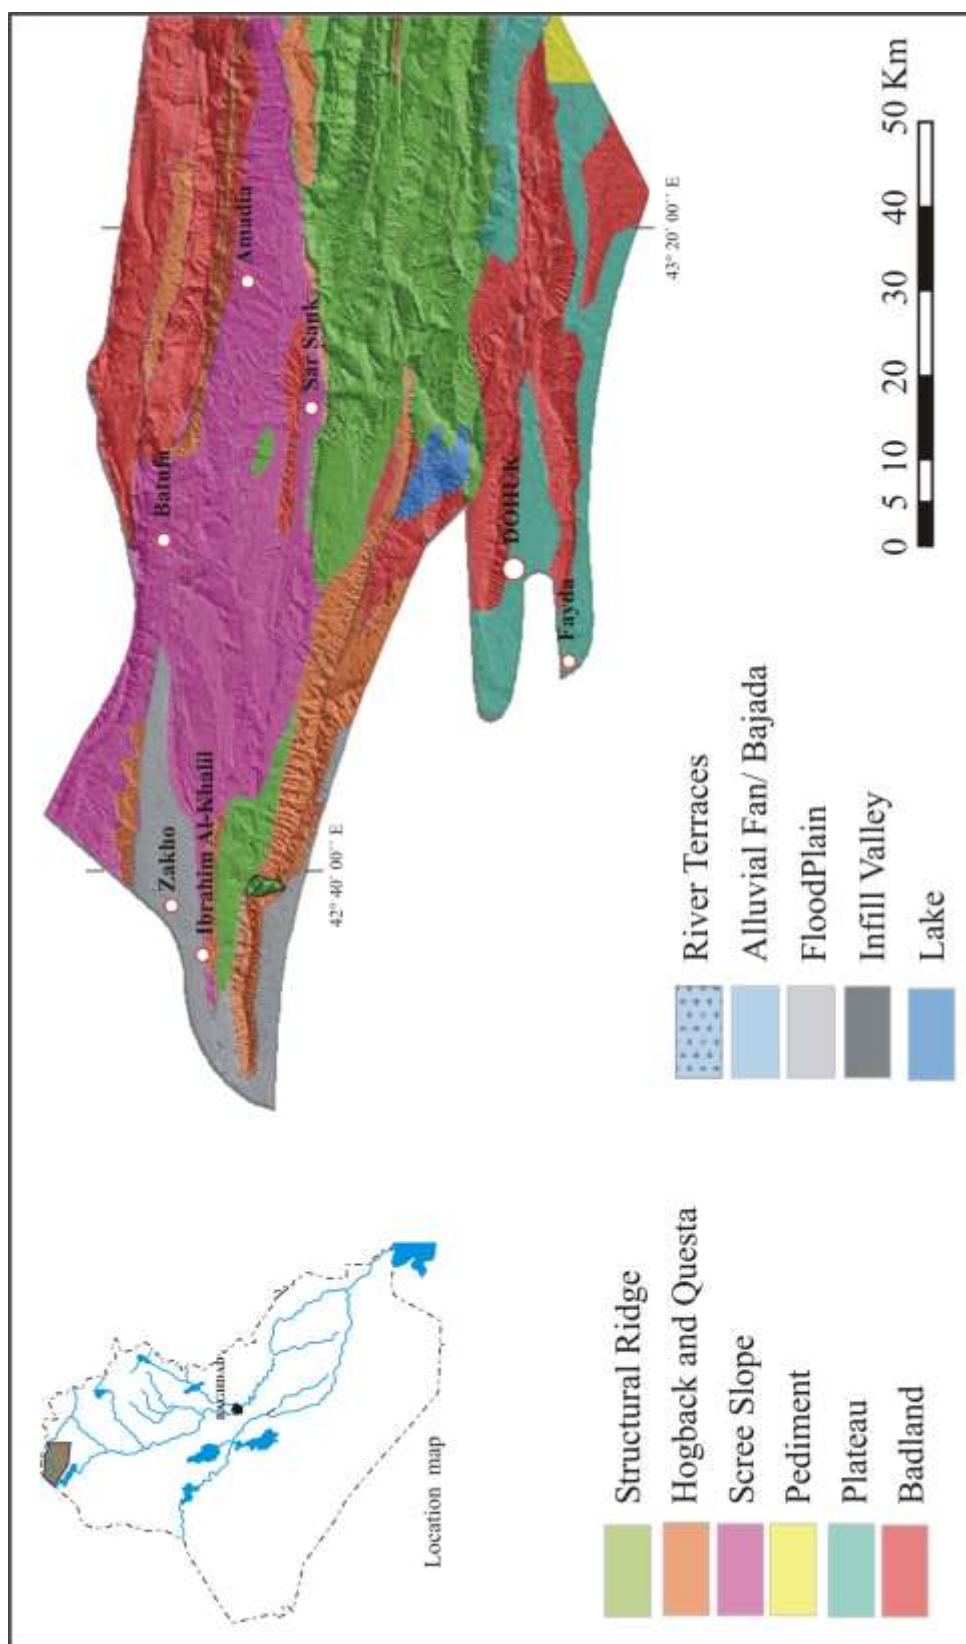 Batufa
Amadia
Zakho
Ibrahim Al-Khalil
Sar Sank
DOHUK
Fayda
42° 40' 00'' E
43° 20' 00'' E
0 5 10 20 30 40 50 Km
BAGHDAD
Location map
Structural Ridge
Hogback and Questa
Scree Slope
Pediment
Plateau
Badland
River Terraces
Alluvial Fan/ Bajada
FloodPlain
Infill Valley
Lake